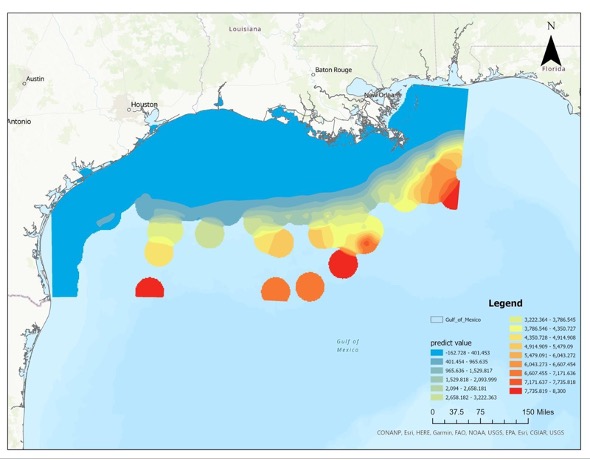 Louisiana
N
Florida
Austin
Baton Rouge
Houston
New Orleans
Antonio
Legend
Gulf_of_Mexico
predict value
-162.728 - 401.453
401.454 - 965.635
965.636 - 1,529.817
1,529.818 - 2,093.999
2,094 - 2,658.181
2,658.182 - 3,222.363
3,222.364 - 3,786.545
3,786.546 - 4,350.727
4,350.728 - 4,914.908
4,914.909 - 5,479.09
5,479.091 - 6,043.272
6,043.273 - 6,607.454
6,607.455 - 7,171.636
7,171.637 - 7,735.818
7,735.819 - 8,300
Gulf of
Mexico
0 37.5 75 150 Miles
CONANP, Esri, HERE, Garmin, FAO, NOAA, USGS, EPA, Esri, CGIAR, USGS